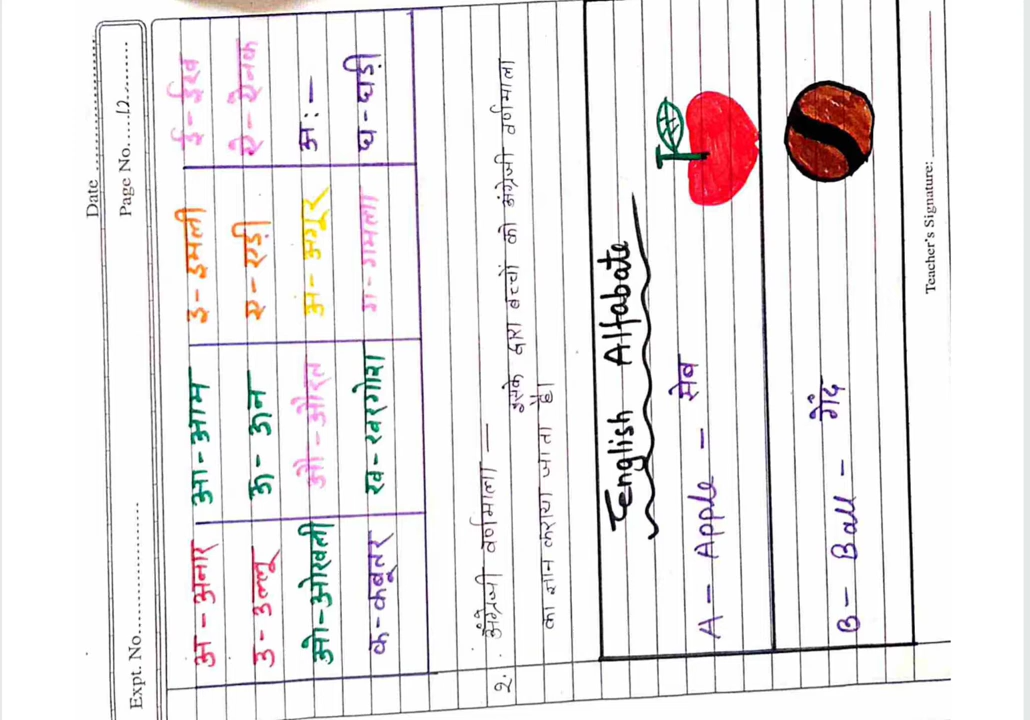 Date ................
Expt. No.................... Page No....12........
अ-अनार आ-आम इ-इमली ई-ईख
उ-उल्लू ऊ-ऊन ए-एड़ी ऐ-ऐनक
ओ-ओखली औ-औरत अं-अंगूर अः-
क-कबूतर ख-खरगोश ग-गमला घ-घड़ी
2. अंग्रेजी वर्णमाला -
इसके द्वारा बच्चों को अंग्रेजी वर्णमाला
का ज्ञान कराया जाता है।
English Alfabate
A - Apple - सेब
B - Ball - गेंद
Teacher's Signature: